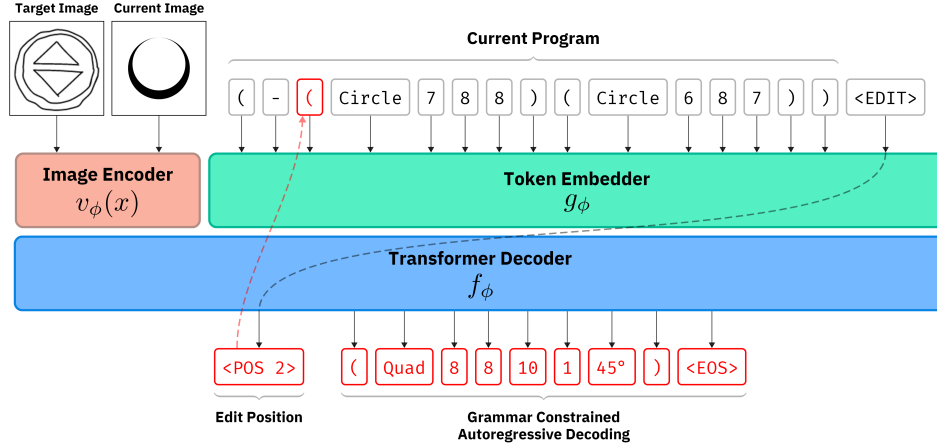 Target Image Current Image
Current Program
( - ( Circle 7 8 8 ) ( Circle 6 8 7 ) ) <EDIT>
Image Encoder
vϕ(x)
Token Embedder
gϕ
Transformer Decoder
fϕ
<POS 2> ( Quad 8 8 10 1 45° ) <EOS>
Edit Position
Grammar Constrained
Autoregressive Decoding